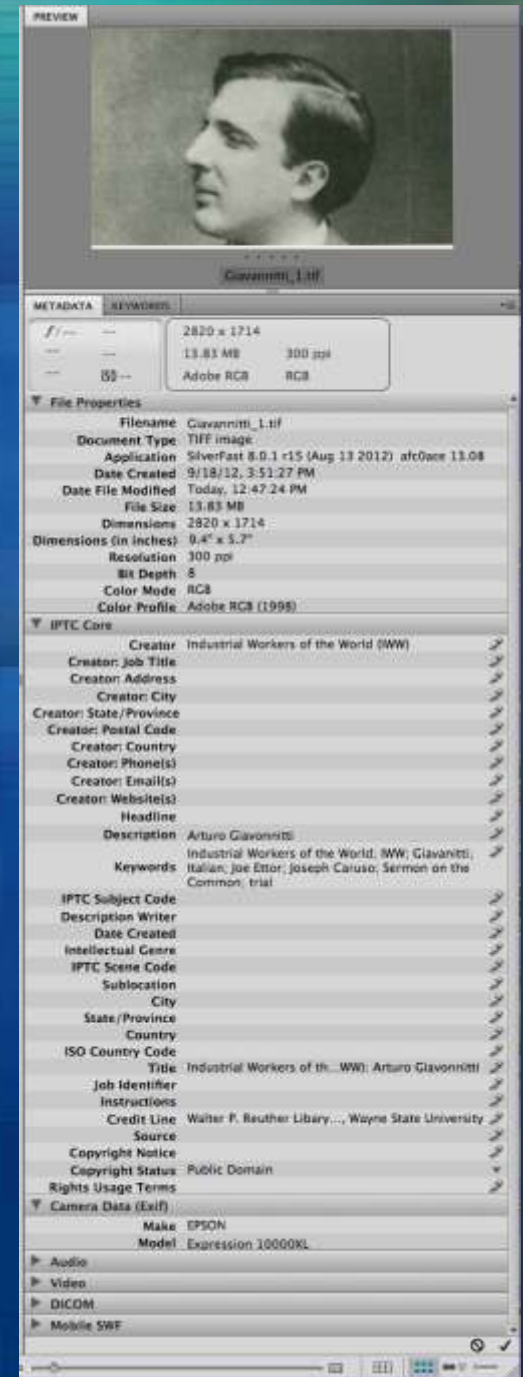 PREVIEW
Giavannitti_1.tif
METADATA KEYWORDS
f/-- --
2820 x 1714
-- --
13.83 MB 300 ppi
-- ISO --
Adobe RGB RGB
File Properties
Filename Giavannitti_1.tif
Document Type TIFF image
Application SilverFast 8.0.1 r15 (Aug 13 2012) afc0ace 13.08
Date Created 9/18/12, 3:51:27 PM
Date File Modified Today, 12:47:24 PM
File Size 13.83 MB
Dimensions 2820 x 1714
Dimensions (in inches) 9.4" x 5.7"
Resolution 300 ppi
Bit Depth 8
Color Mode RGB
Color Profile Adobe RGB (1998)
IPTC Core
Creator Industrial Workers of the World (IWW)
Creator: Job Title
Creator: Address
Creator: City
Creator: State/Province
Creator: Postal Code
Creator: Country
Creator: Phone(s)
Creator: Email(s)
Creator: Website(s)
Headline
Description Arturo Giavonnitti
Keywords Industrial Workers of the World; IWW; Giavanitti;
Italian; Joe Ettor; Joseph Caruso; Sermon on the
Common; trial
IPTC Subject Code
Description Writer
Date Created
Intellectual Genre
IPTC Scene Code
Sublocation
City
State/Province
Country
ISO Country Code
Title Industrial Workers of th...WW): Arturo Giavonnitti
Job Identifier
Instructions
Credit Line Walter P. Reuther Libary..., Wayne State University
Source
Copyright Notice
Copyright Status Public Domain
Rights Usage Terms
Camera Data (Exif)
Make EPSON
Model Expression 10000XL
Audio
Video
DICOM
Mobile SWF